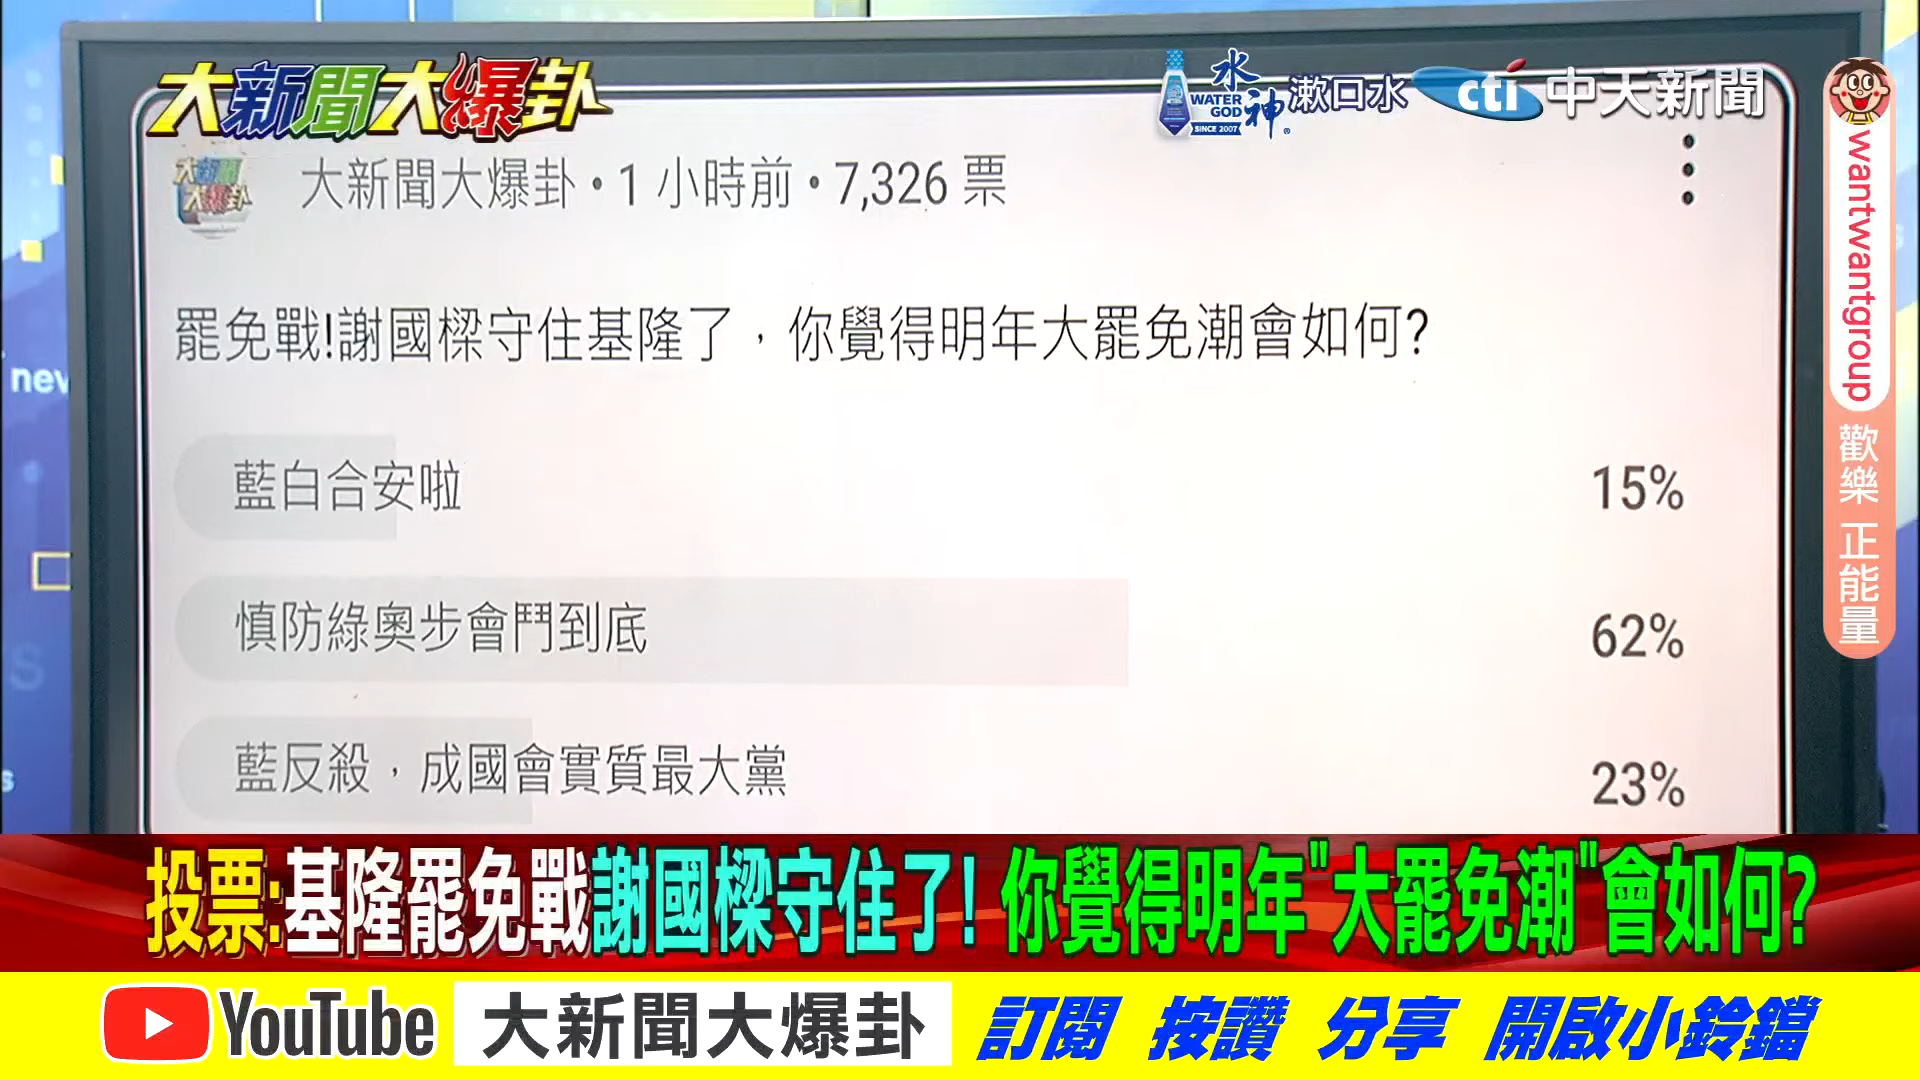 大新聞大爆卦
水神
WATER GOD
SINCE 2007
漱口水
cti 中天新聞
wantwantgroup
歡樂 正能量
大新聞大爆卦
大新聞大爆卦 • 1 小時前 • 7,326 票
罷免戰!謝國樑守住基隆了，你覺得明年大罷免潮會如何?
藍白合安啦 15%
慎防綠奧步會鬥到底 62%
藍反殺，成國會實質最大黨 23%
new
投票:基隆罷免戰謝國樑守住了! 你覺得明年"大罷免潮"會如何?
YouTube 大新聞大爆卦 訂閱 按讚 分享 開啟小鈴鐺